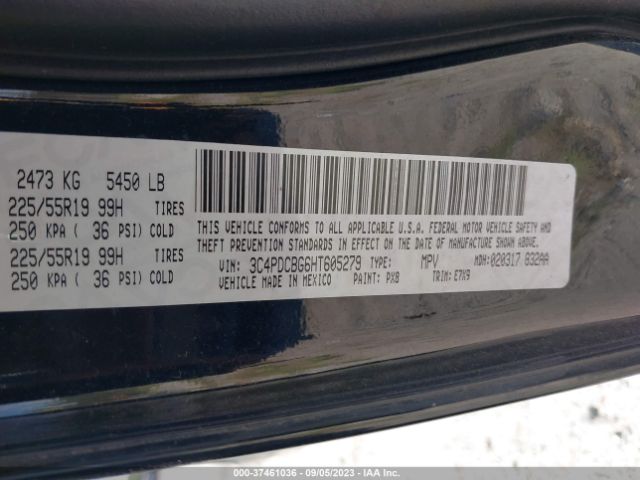 2473 KG 5450 LB
225/55R19 99H TIRES
250 KPA ( 36 PSI) COLD
225/55R19 99H TIRES
250 KPA ( 36 PSI) COLD
THIS VEHICLE CONFORMS TO ALL APPLICABLE U.S.A. FEDERAL MOTOR VEHICLE SAFETY AND
THEFT PREVENTION STANDARDS IN EFFECT ON THE DATE OF MANUFACTURE SHOWN ABOVE.
VIN: 3C4PDCBG6HT605279 TYPE: MPV MDH: 020317 832AA
VEHICLE MADE IN MEXICO PAINT: PX8 TRIM: E7X9
000-37461036 - 09/05/2023 - IAA Inc.